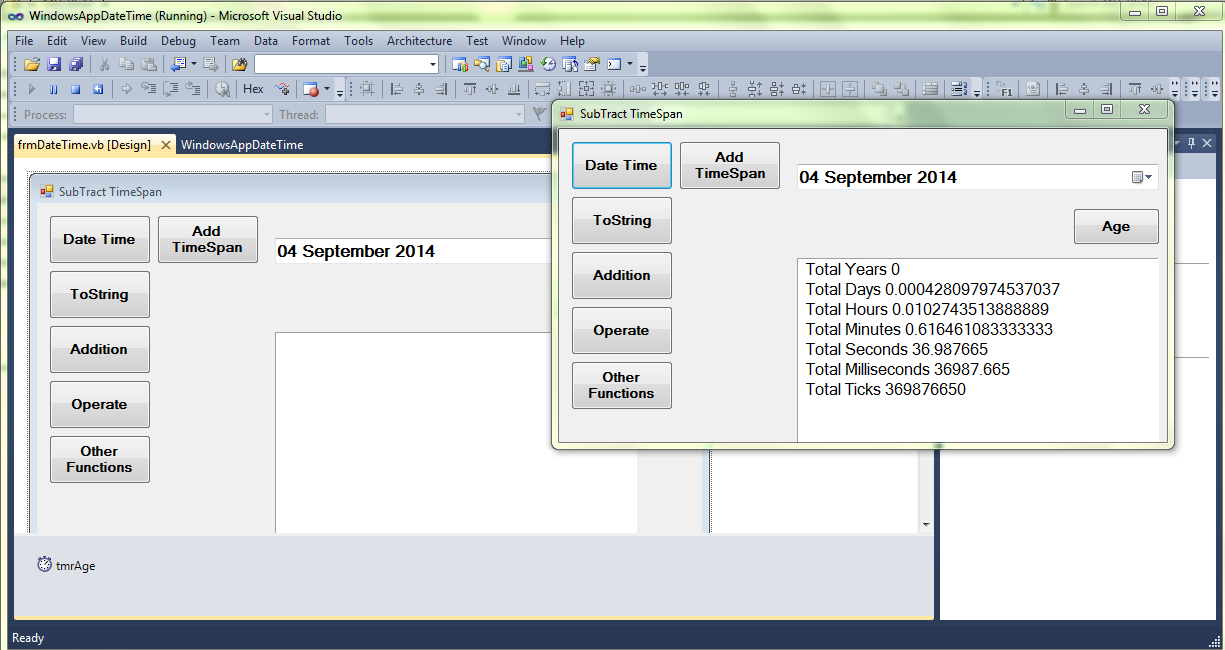 WindowsAppDateTime (Running) - Microsoft Visual Studio
File Edit View Build Debug Team Data Format Tools Architecture Test Window Help
Hex
Process: Thread:
frmDateTime.vb [Design] WindowsAppDateTime
SubTract TimeSpan
Date Time
Add
TimeSpan
04 September 2014
ToString
Addition
Operate
Other
Functions
tmrAge
SubTract TimeSpan
Date Time
Add
TimeSpan
04 September 2014
ToString
Age
Addition
Operate
Other
Functions
Total Years 0
Total Days 0.000428097974537037
Total Hours 0.0102743513888889
Total Minutes 0.616461083333333
Total Seconds 36.987665
Total Milliseconds 36987.665
Total Ticks 369876650
Ready